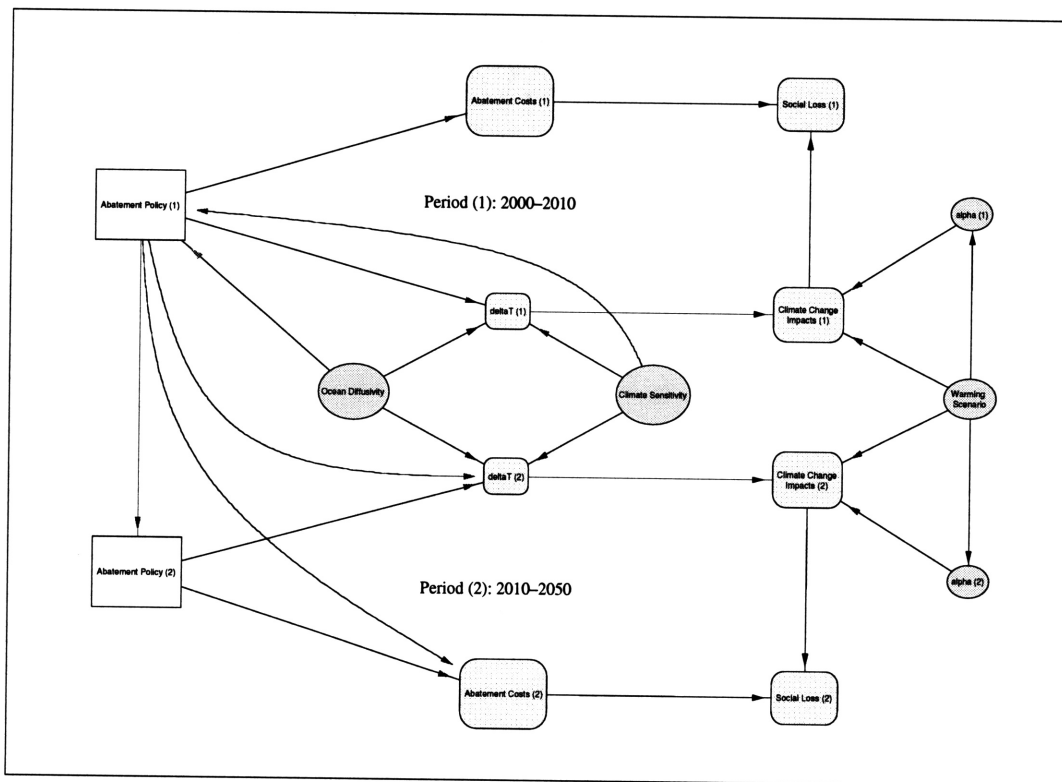 Abatement Costs (1)
Social Loss (1)
Abatement Policy (1)
Period (1): 2000–2010
alpha (1)
deltaT (1)
Climate Change
Impacts (1)
Ocean Diffusivity
Climate Sensitivity
Warming
Scenario
deltaT (2)
Climate Change
Impacts (2)
Abatement Policy (2)
Period (2): 2010–2050
alpha (2)
Abatement Costs (2)
Social Loss (2)